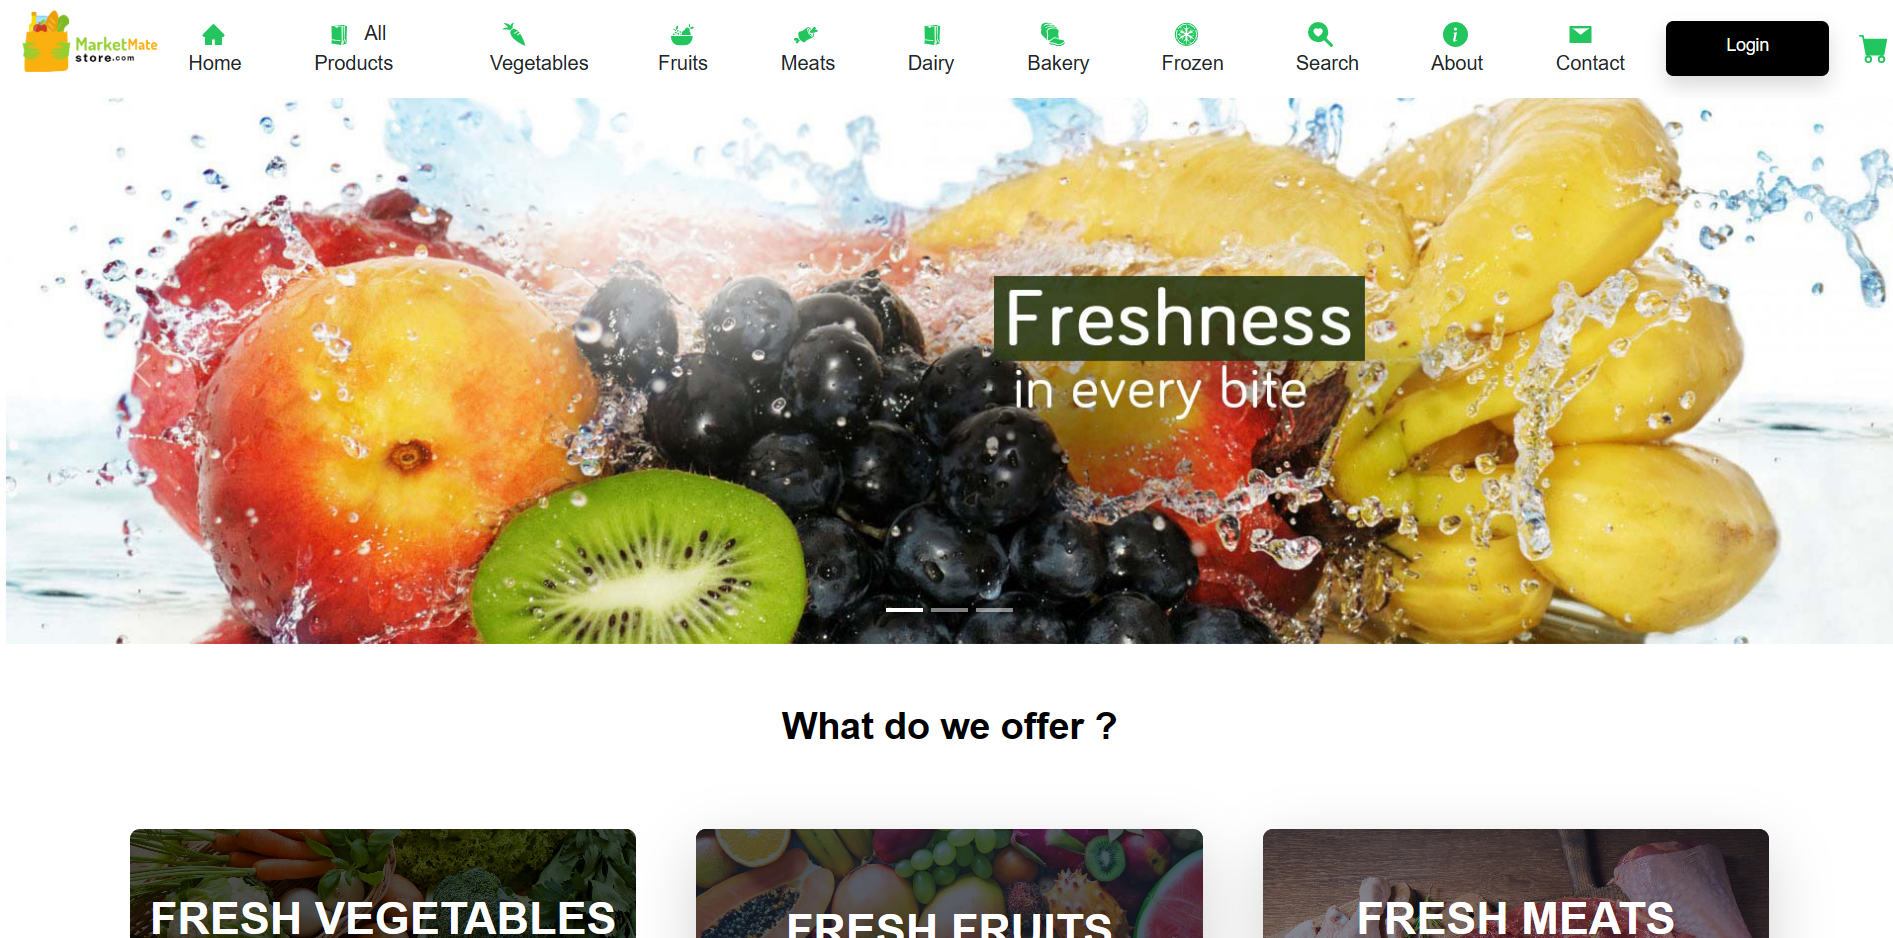 MarketMate
store.com
Home
All
Products
Vegetables
Fruits
Meats
Dairy
Bakery
Frozen
Search
About
Contact
Login
Freshness
in every bite
What do we offer ?
FRESH VEGETABLES
FRESH FRUITS
FRESH MEATS